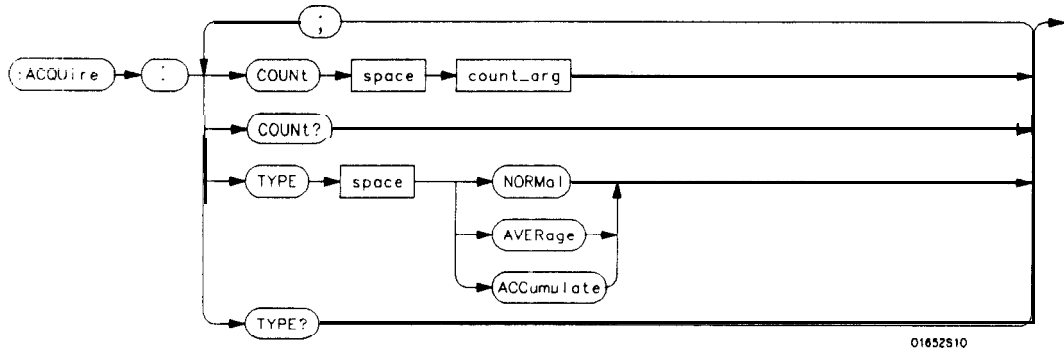 ;
:ACQUire : COUNt space count_arg
COUNt?
TYPE space NORMal
AVERage
ACCumulate
TYPE?
01652S10